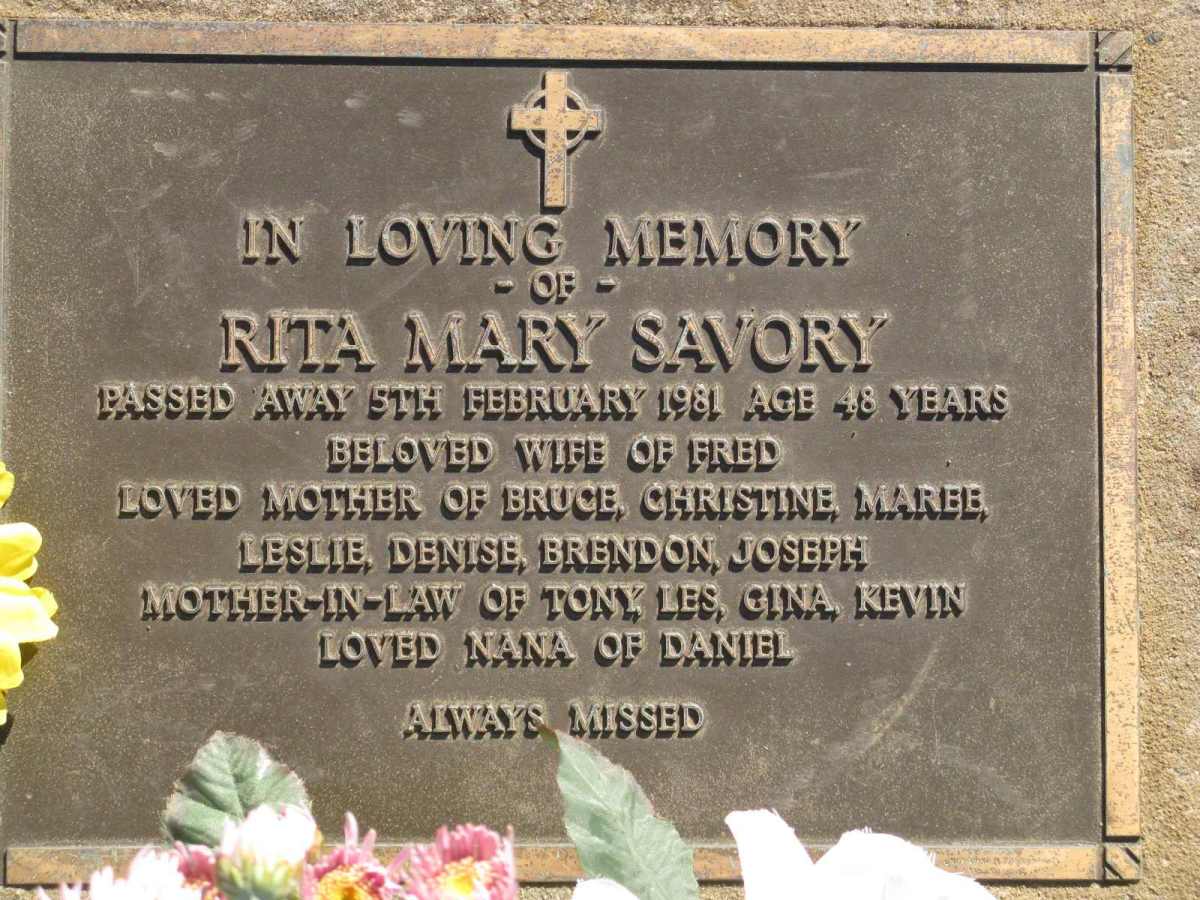 IN LOVING MEMORY
- OF -
RITA MARY SAVORY
PASSED AWAY 5TH FEBRUARY 1981 AGE 48 YEARS
BELOVED WIFE OF FRED
LOVED MOTHER OF BRUCE, CHRISTINE, MAREE,
LESLIE, DENISE, BRENDON, JOSEPH
MOTHER-IN-LAW OF TONY, LES, GINA, KEVIN
LOVED NANA OF DANIEL
ALWAYS MISSED